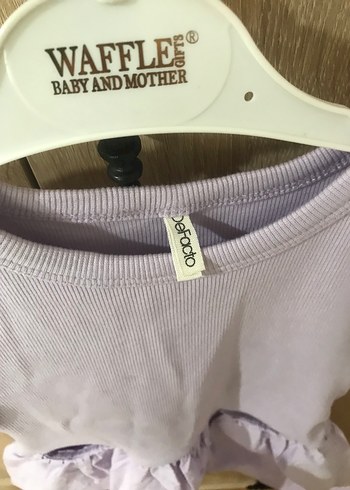 WAFFLE®
GIFTS
BABY AND MOTHER
DeFacto